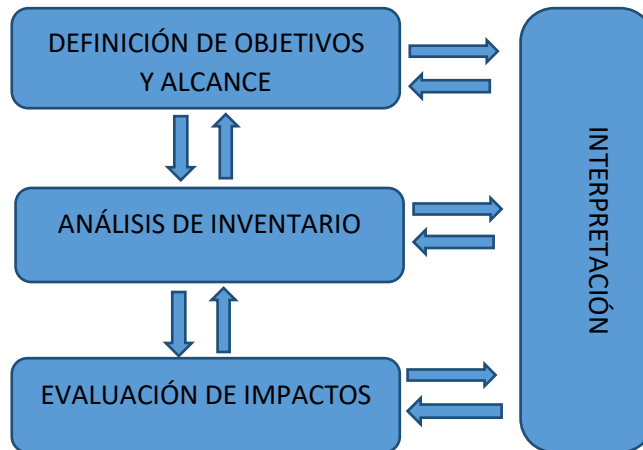 DEFINICIÓN DE OBJETIVOS
Y ALCANCE
ANÁLISIS DE INVENTARIO
EVALUACIÓN DE IMPACTOS
INTERPRETACIÓN